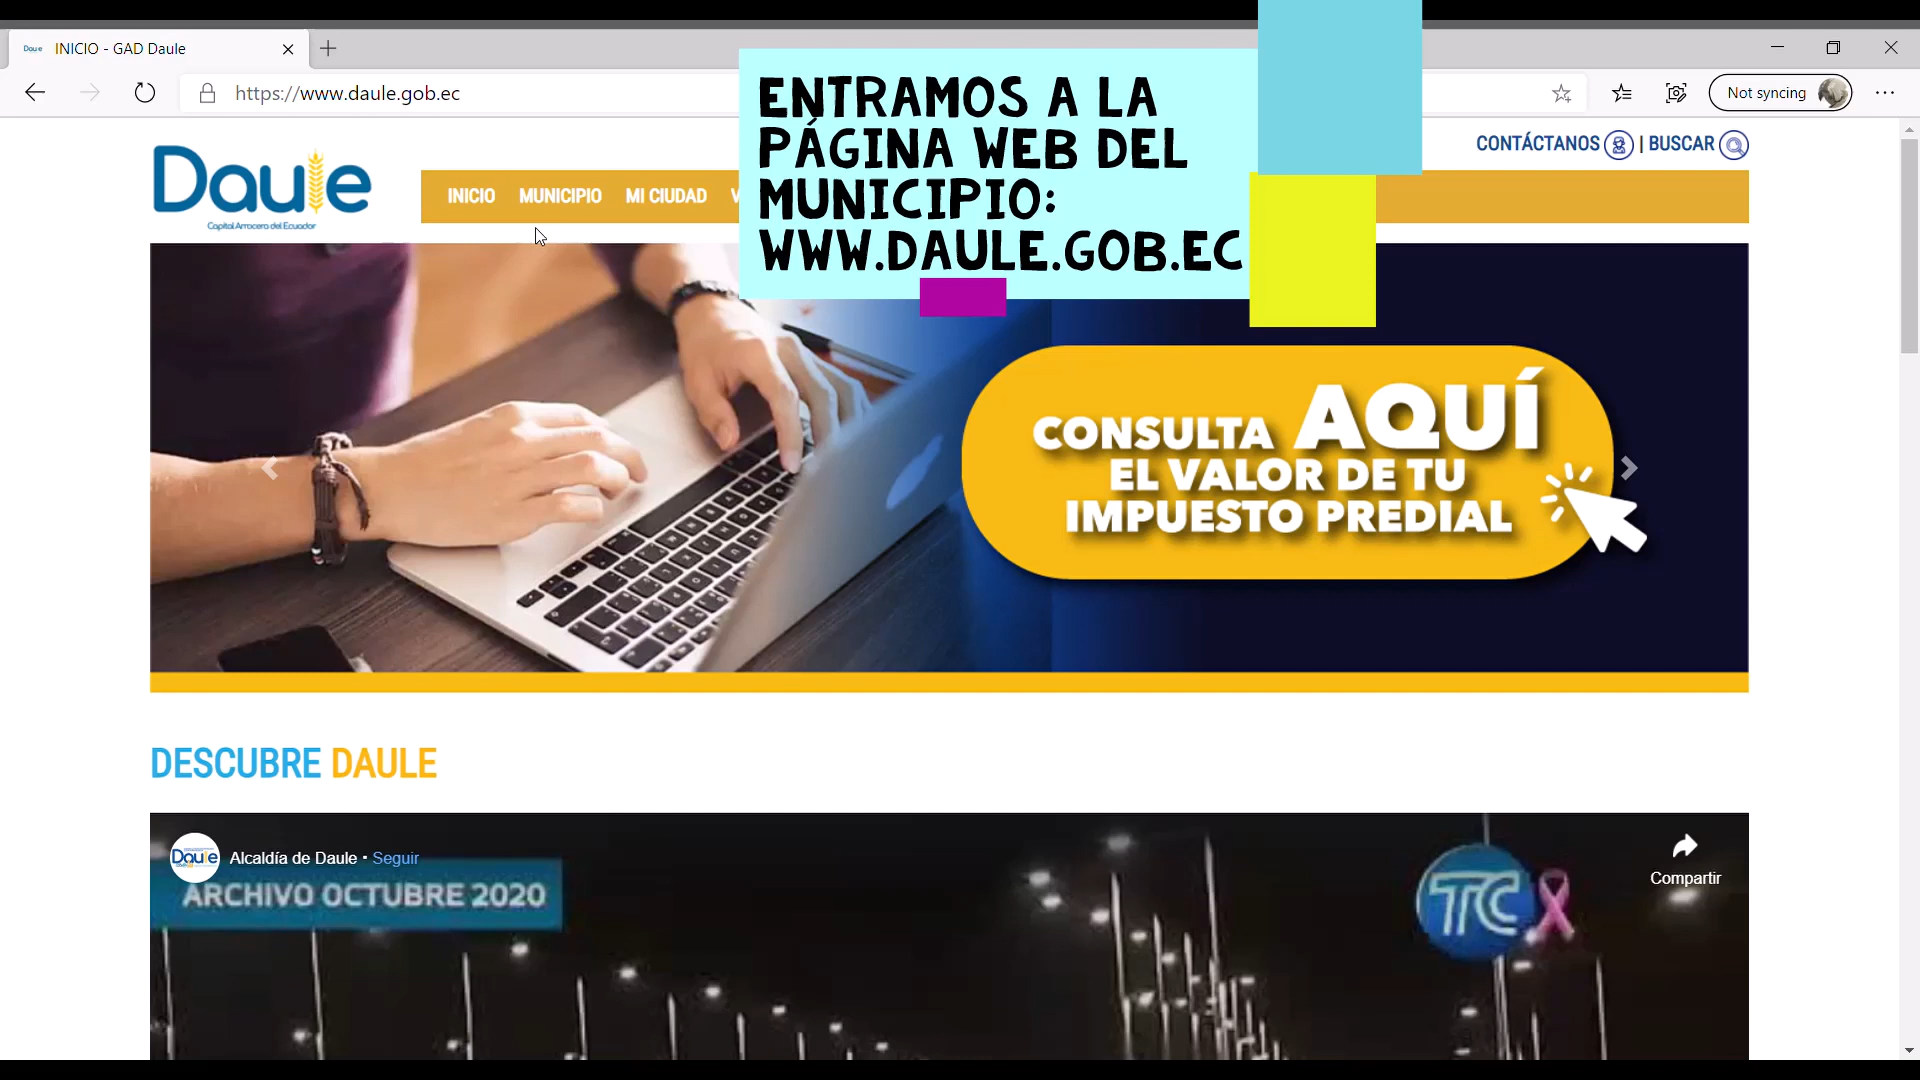 INICIO - GAD Daule
https://www.daule.gob.ec
Not syncing
ENTRAMOS A LA
PÁGINA WEB DEL
MUNICIPIO:
WWW.DAULE.GOB.EC
CONTÁCTANOS | BUSCAR
Daule
Capital Arrocera del Ecuador
INICIO MUNICIPIO MI CIUDAD
CONSULTA AQUÍ
EL VALOR DE TU
IMPUESTO PREDIAL
DESCUBRE DAULE
Daule
Alcaldía de Daule · Seguir
Compartir
ARCHIVO OCTUBRE 2020
TC